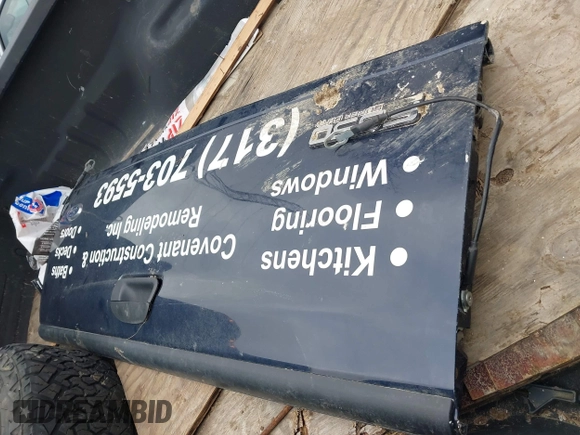 Covenant Construction &
Remodeling Inc.
(317) 703-5593
• Kitchens
• Flooring
• Windows
• Baths
• Decks
• Doors
DREAMBID